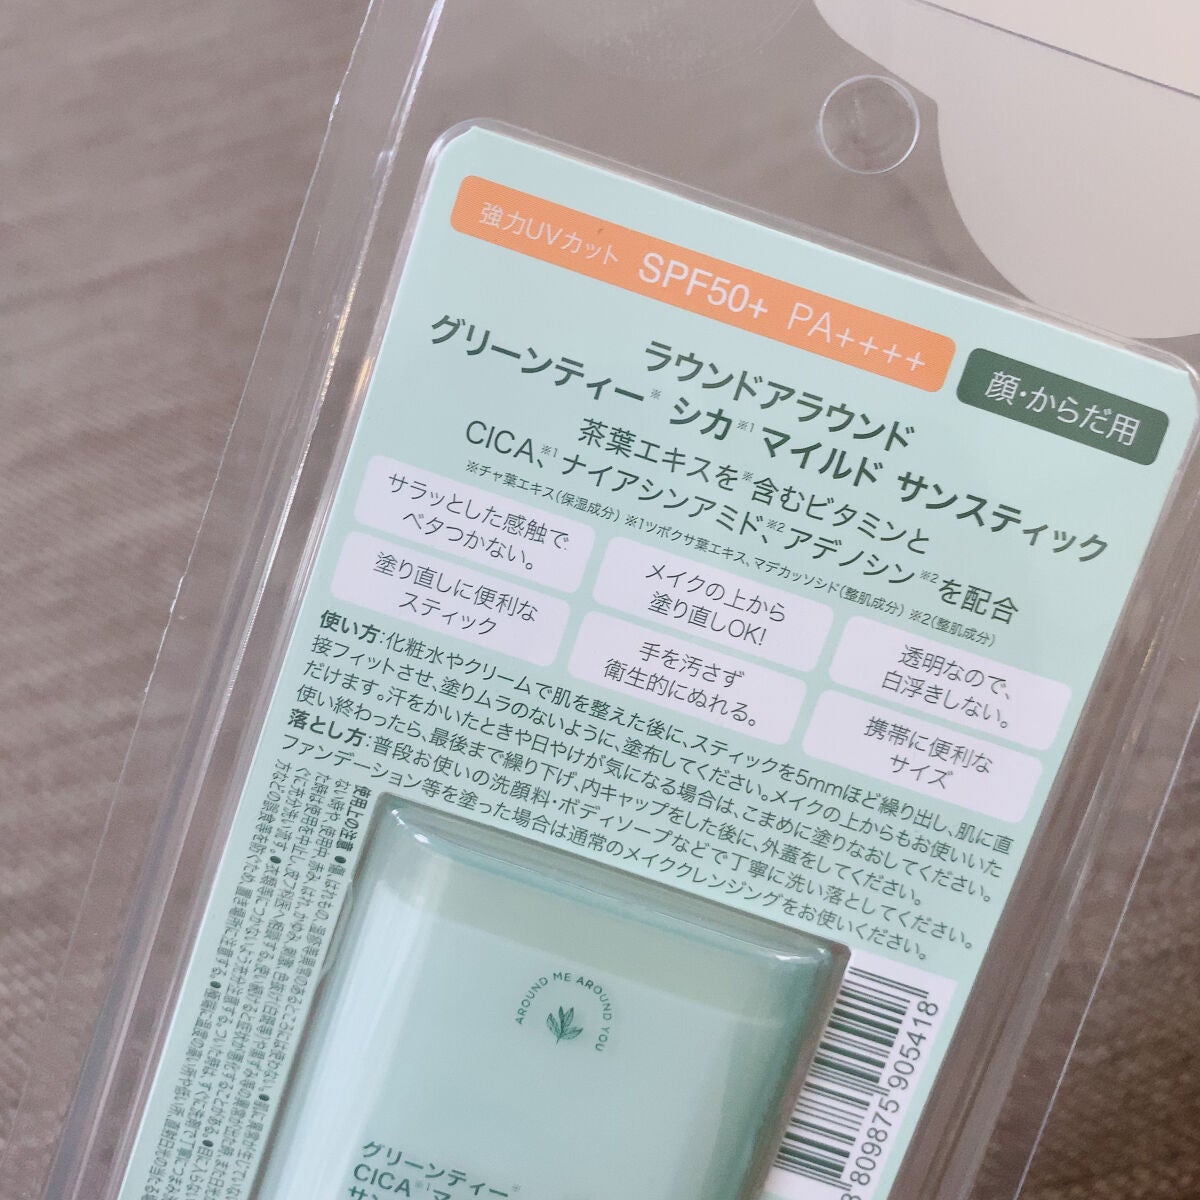 強力UVカット SPF50+ PA++++
顔・からだ用
ラウンドアラウンド
グリーンティー※ シカ※1 マイルド サンスティック
茶葉エキスを※含むビタミンと
CICA※1、ナイアシンアミド※2、アデノシン※2を配合
※チャ葉エキス(保湿成分) ※1ツボクサ葉エキス、マデカッソシド(整肌成分) ※2(整肌成分)
サラッとした感触で
ベタつかない。
メイクの上から
塗り直しOK!
透明なので、
白浮きしない。
塗り直しに便利な
スティック
手を汚さず
衛生的にぬれる。
携帯に便利な
サイズ
使い方:化粧水やクリームで肌を整えた後に、スティックを5mmほど繰り出し、肌に直
接フィットさせ、塗りムラのないように、塗布してください。メイクの上からもお使いいた
だけます。汗をかいたときや日やけが気になる場合は、こまめに塗りなおしてください。
使い終わったら、最後まで繰り下げ、内キャップをした後に、外蓋をしてください。
落とし方:普段お使いの洗顔料・ボディソープなどで丁寧に洗い落としてください。
ファンデーション等を塗った場合は通常のメイククレンジングをお使いください。
使用上の注意
AROUND ME AROUND YOU
グリーンティー※
CICA※1マ
サン
8 809875 905418